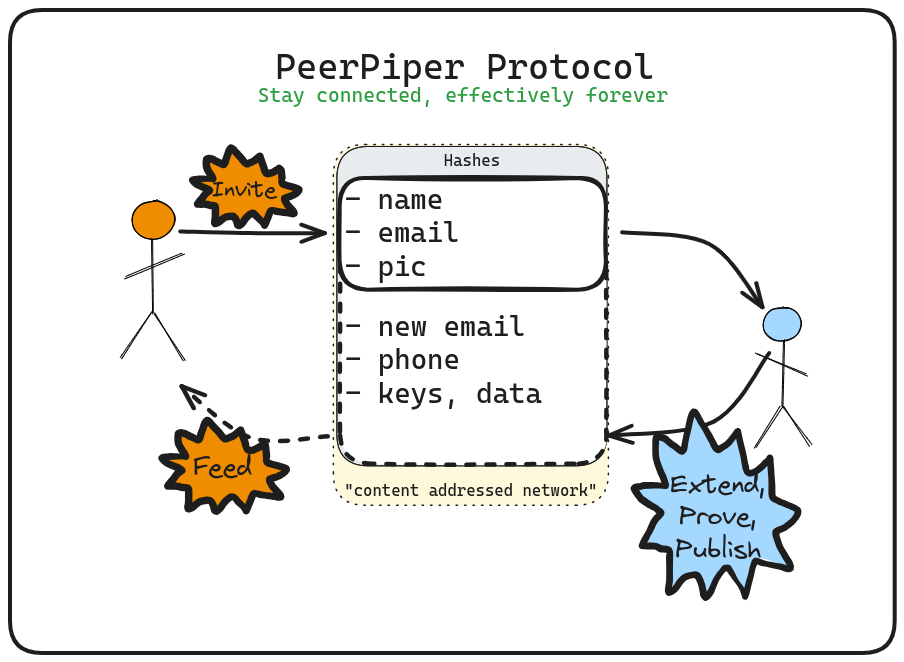 PeerPiper Protocol
Stay connected, effectively forever
Hashes
Invite
- name
- email
- pic
- new email
- phone
- keys, data
Feed
"content addressed network"
Extend,
Prove,
Publish